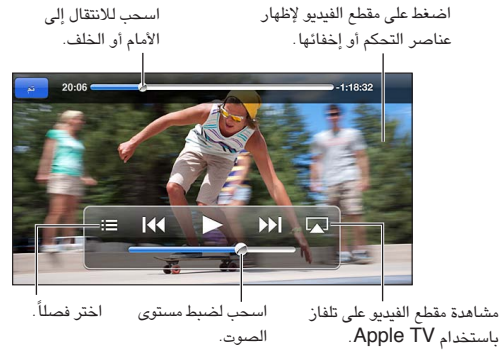 اضغط على مقطع الفيديو لإظهار
عناصر التحكم أو إخفائها.
اسحب للانتقال إلى
الأمام أو الخلف.
تم
20:06
-1:18:32
مشاهدة مقطع الفيديو على تلفاز
باستخدام Apple TV.
اسحب لضبط مستوى
الصوت.
اختر فصلاً.